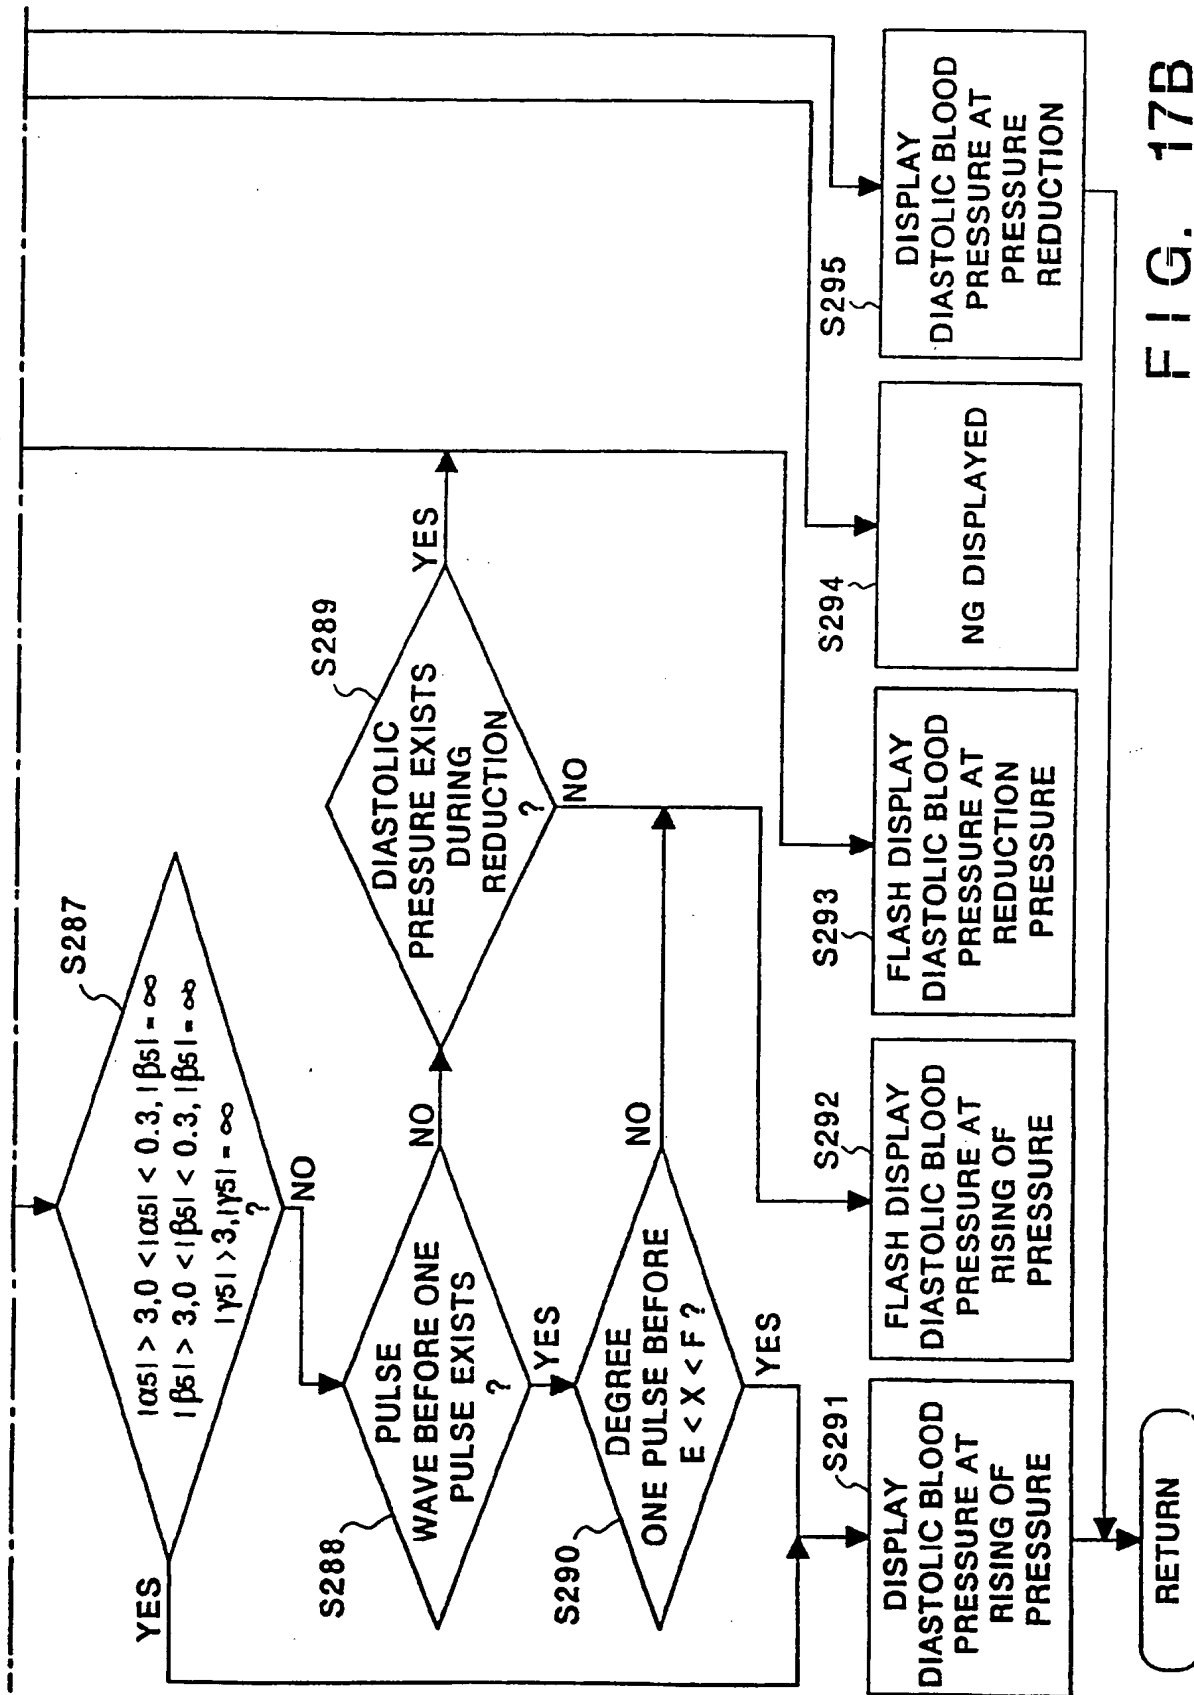 S287
|α5| > 3, 0 < |α5| < 0.3, |β5| = ∞
|β5| > 3, 0 < |β5| < 0.3, |β5| = ∞
|γ5| > 3, |γ5| = ∞
?
YES
NO
S288
PULSE
WAVE BEFORE ONE
PULSE EXISTS
?
NO
YES
S289
DIASTOLIC
PRESSURE EXISTS
DURING
REDUCTION
?
YES
NO
S290
DEGREE
ONE PULSE BEFORE
E < X < F ?
NO
YES
S291
DISPLAY
DIASTOLIC BLOOD
PRESSURE AT
RISING OF
PRESSURE
S292
FLASH DISPLAY
DIASTOLIC BLOOD
PRESSURE AT
RISING OF
PRESSURE
S293
FLASH DISPLAY
DIASTOLIC BLOOD
PRESSURE AT
REDUCTION
PRESSURE
S294
NG DISPLAYED
S295
DISPLAY
DIASTOLIC BLOOD
PRESSURE AT
PRESSURE
REDUCTION
RETURN
FIG. 17B